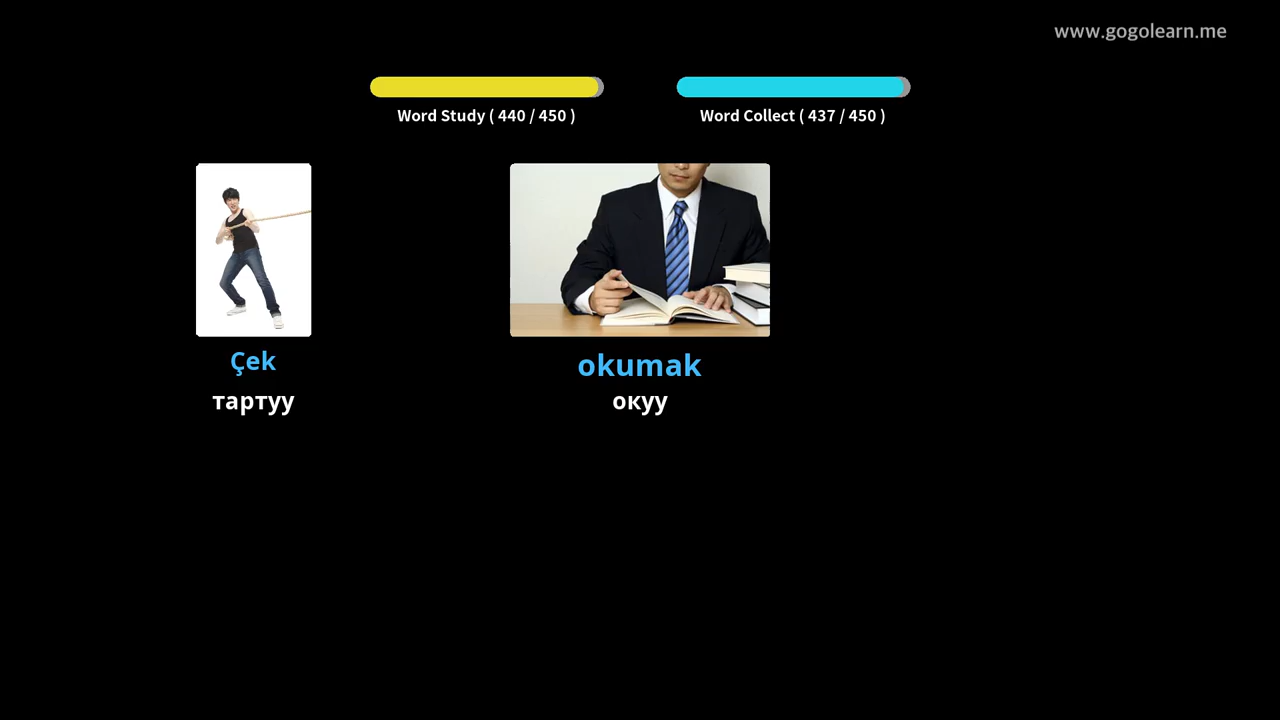 www.gogolearn.me
Word Study ( 440 / 450 )
Word Collect ( 437 / 450 )
Çek
тартуу
okumak
окуу